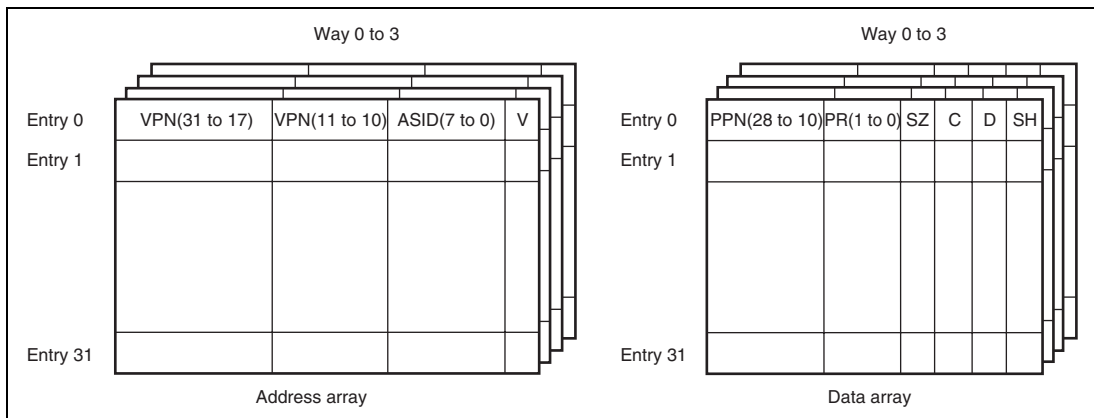 Way 0 to 3
Entry 0 VPN(31 to 17) VPN(11 to 10) ASID(7 to 0) V
Entry 1
Entry 31
Address array
Way 0 to 3
Entry 0 PPN(28 to 10) PR(1 to 0) SZ C D SH
Entry 1
Entry 31
Data array